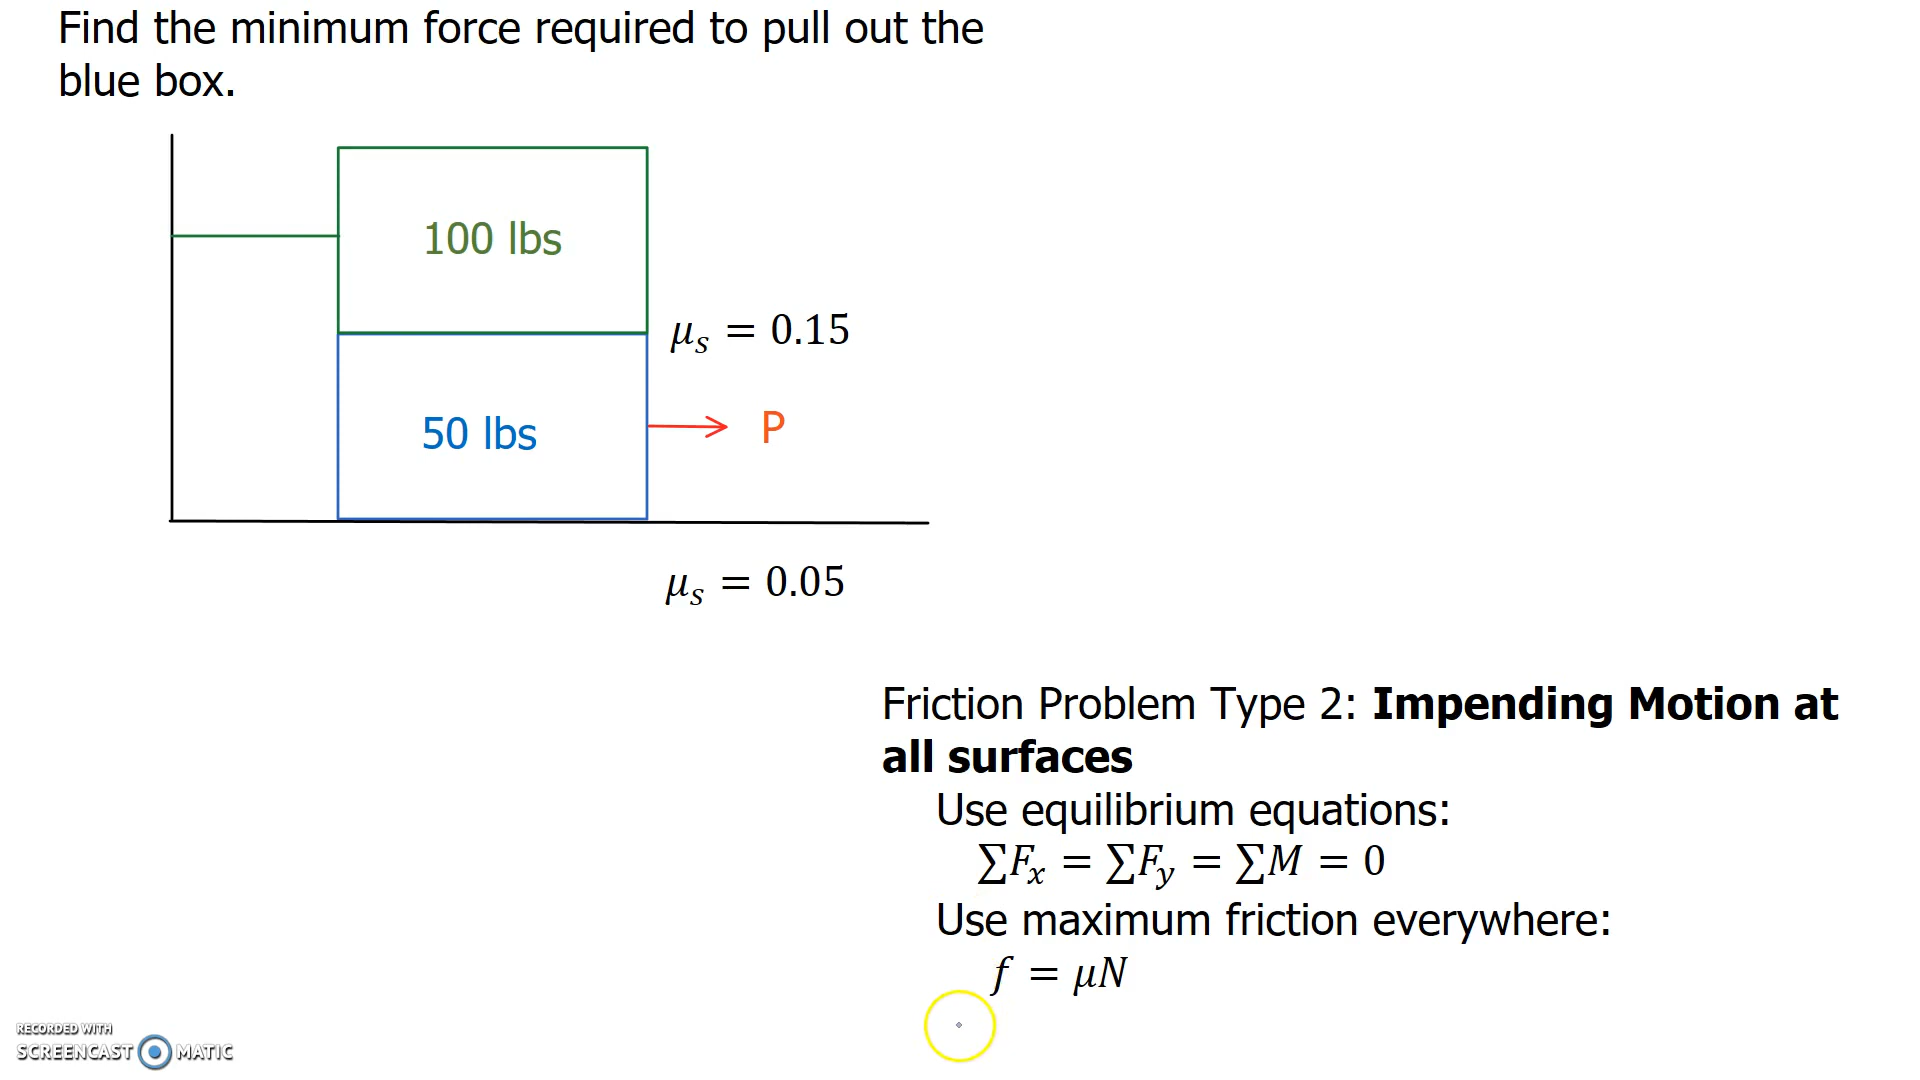 Find the minimum force required to pull out the
blue box.
100 lbs
μₛ = 0.15
50 lbs
P
μₛ = 0.05
Friction Problem Type 2: Impending Motion at
all surfaces
Use equilibrium equations:
∑Fₓ = ∑F_y = ∑M = 0
Use maximum friction everywhere:
f = μN
RECORDED WITH
SCREENCAST MATIC